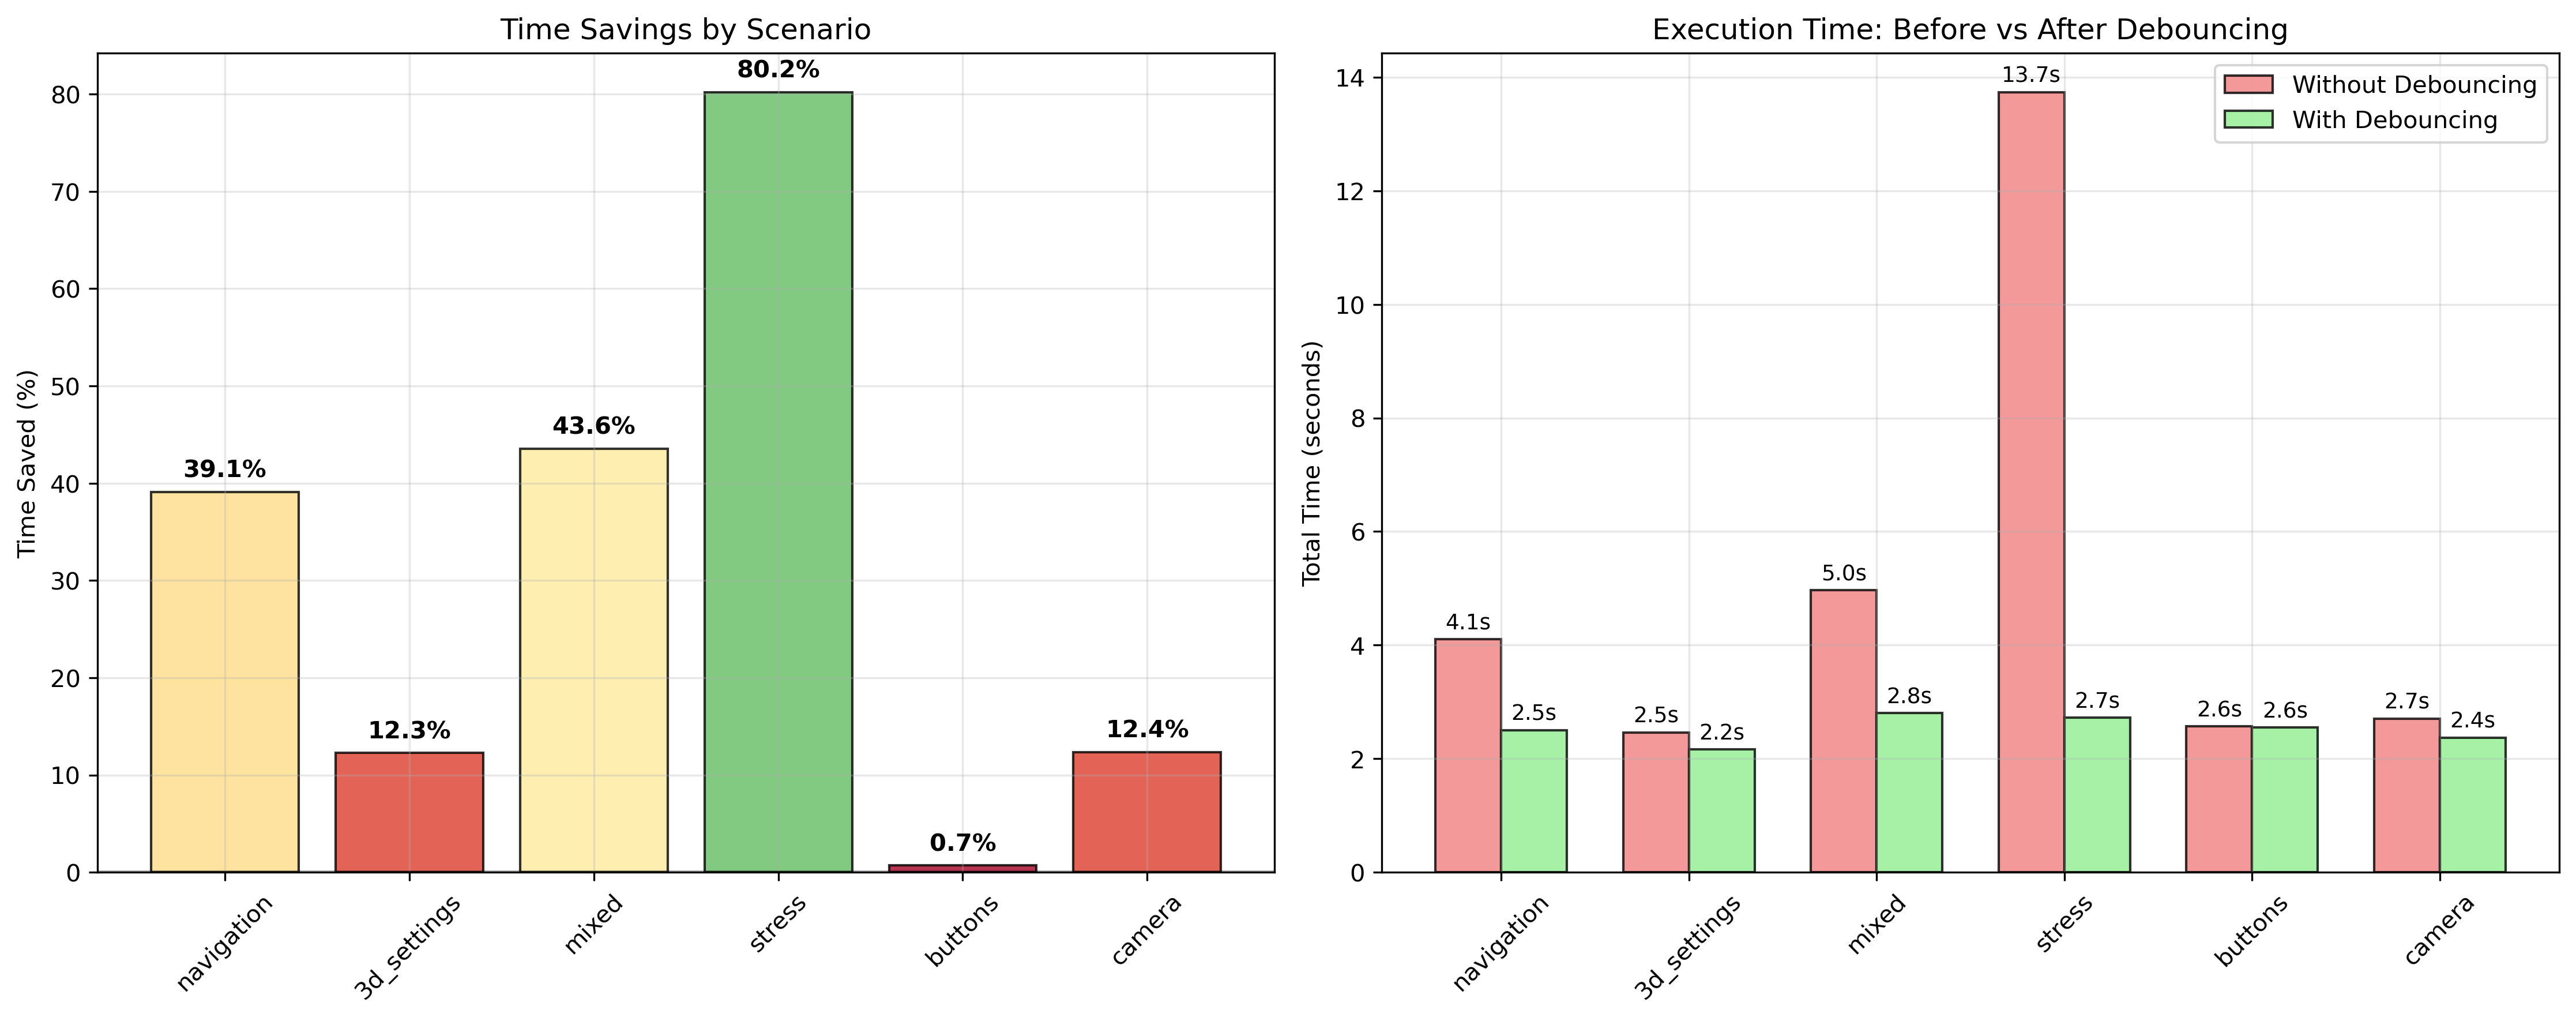 Time Savings by Scenario
Time Saved (%)
80
70
60
50
40
30
20
10
0
39.1%
12.3%
43.6%
80.2%
0.7%
12.4%
navigation
3d_settings
mixed
stress
buttons
camera
Execution Time: Before vs After Debouncing
Total Time (seconds)
14
12
10
8
6
4
2
0
Without Debouncing
With Debouncing
4.1s
2.5s
2.5s
2.2s
5.0s
2.8s
13.7s
2.7s
2.6s
2.6s
2.7s
2.4s
navigation
3d_settings
mixed
stress
buttons
camera